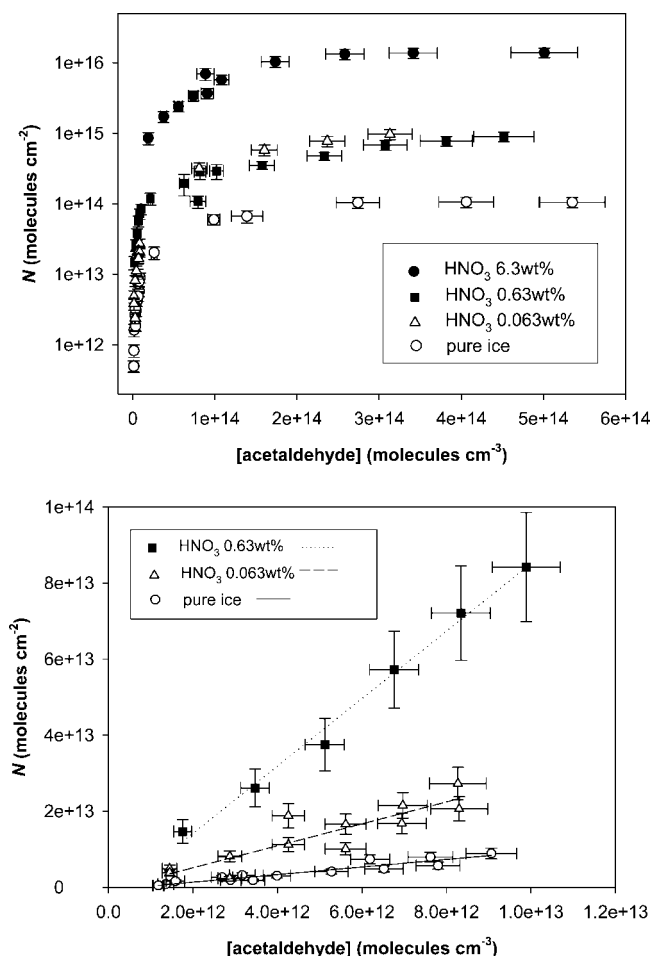 N (molecules cm-2)
1e+16
1e+15
1e+14
1e+13
1e+12
HNO3 6.3wt%
HNO3 0.63wt%
HNO3 0.063wt%
pure ice
0 1e+14 2e+14 3e+14 4e+14 5e+14 6e+14
[acetaldehyde] (molecules cm-3)
N (molecules cm-2)
1e+14
8e+13
6e+13
4e+13
2e+13
0
HNO3 0.63wt%
HNO3 0.063wt%
pure ice
0.0 2.0e+12 4.0e+12 6.0e+12 8.0e+12 1.0e+13 1.2e+13
[acetaldehyde] (molecules cm-3)